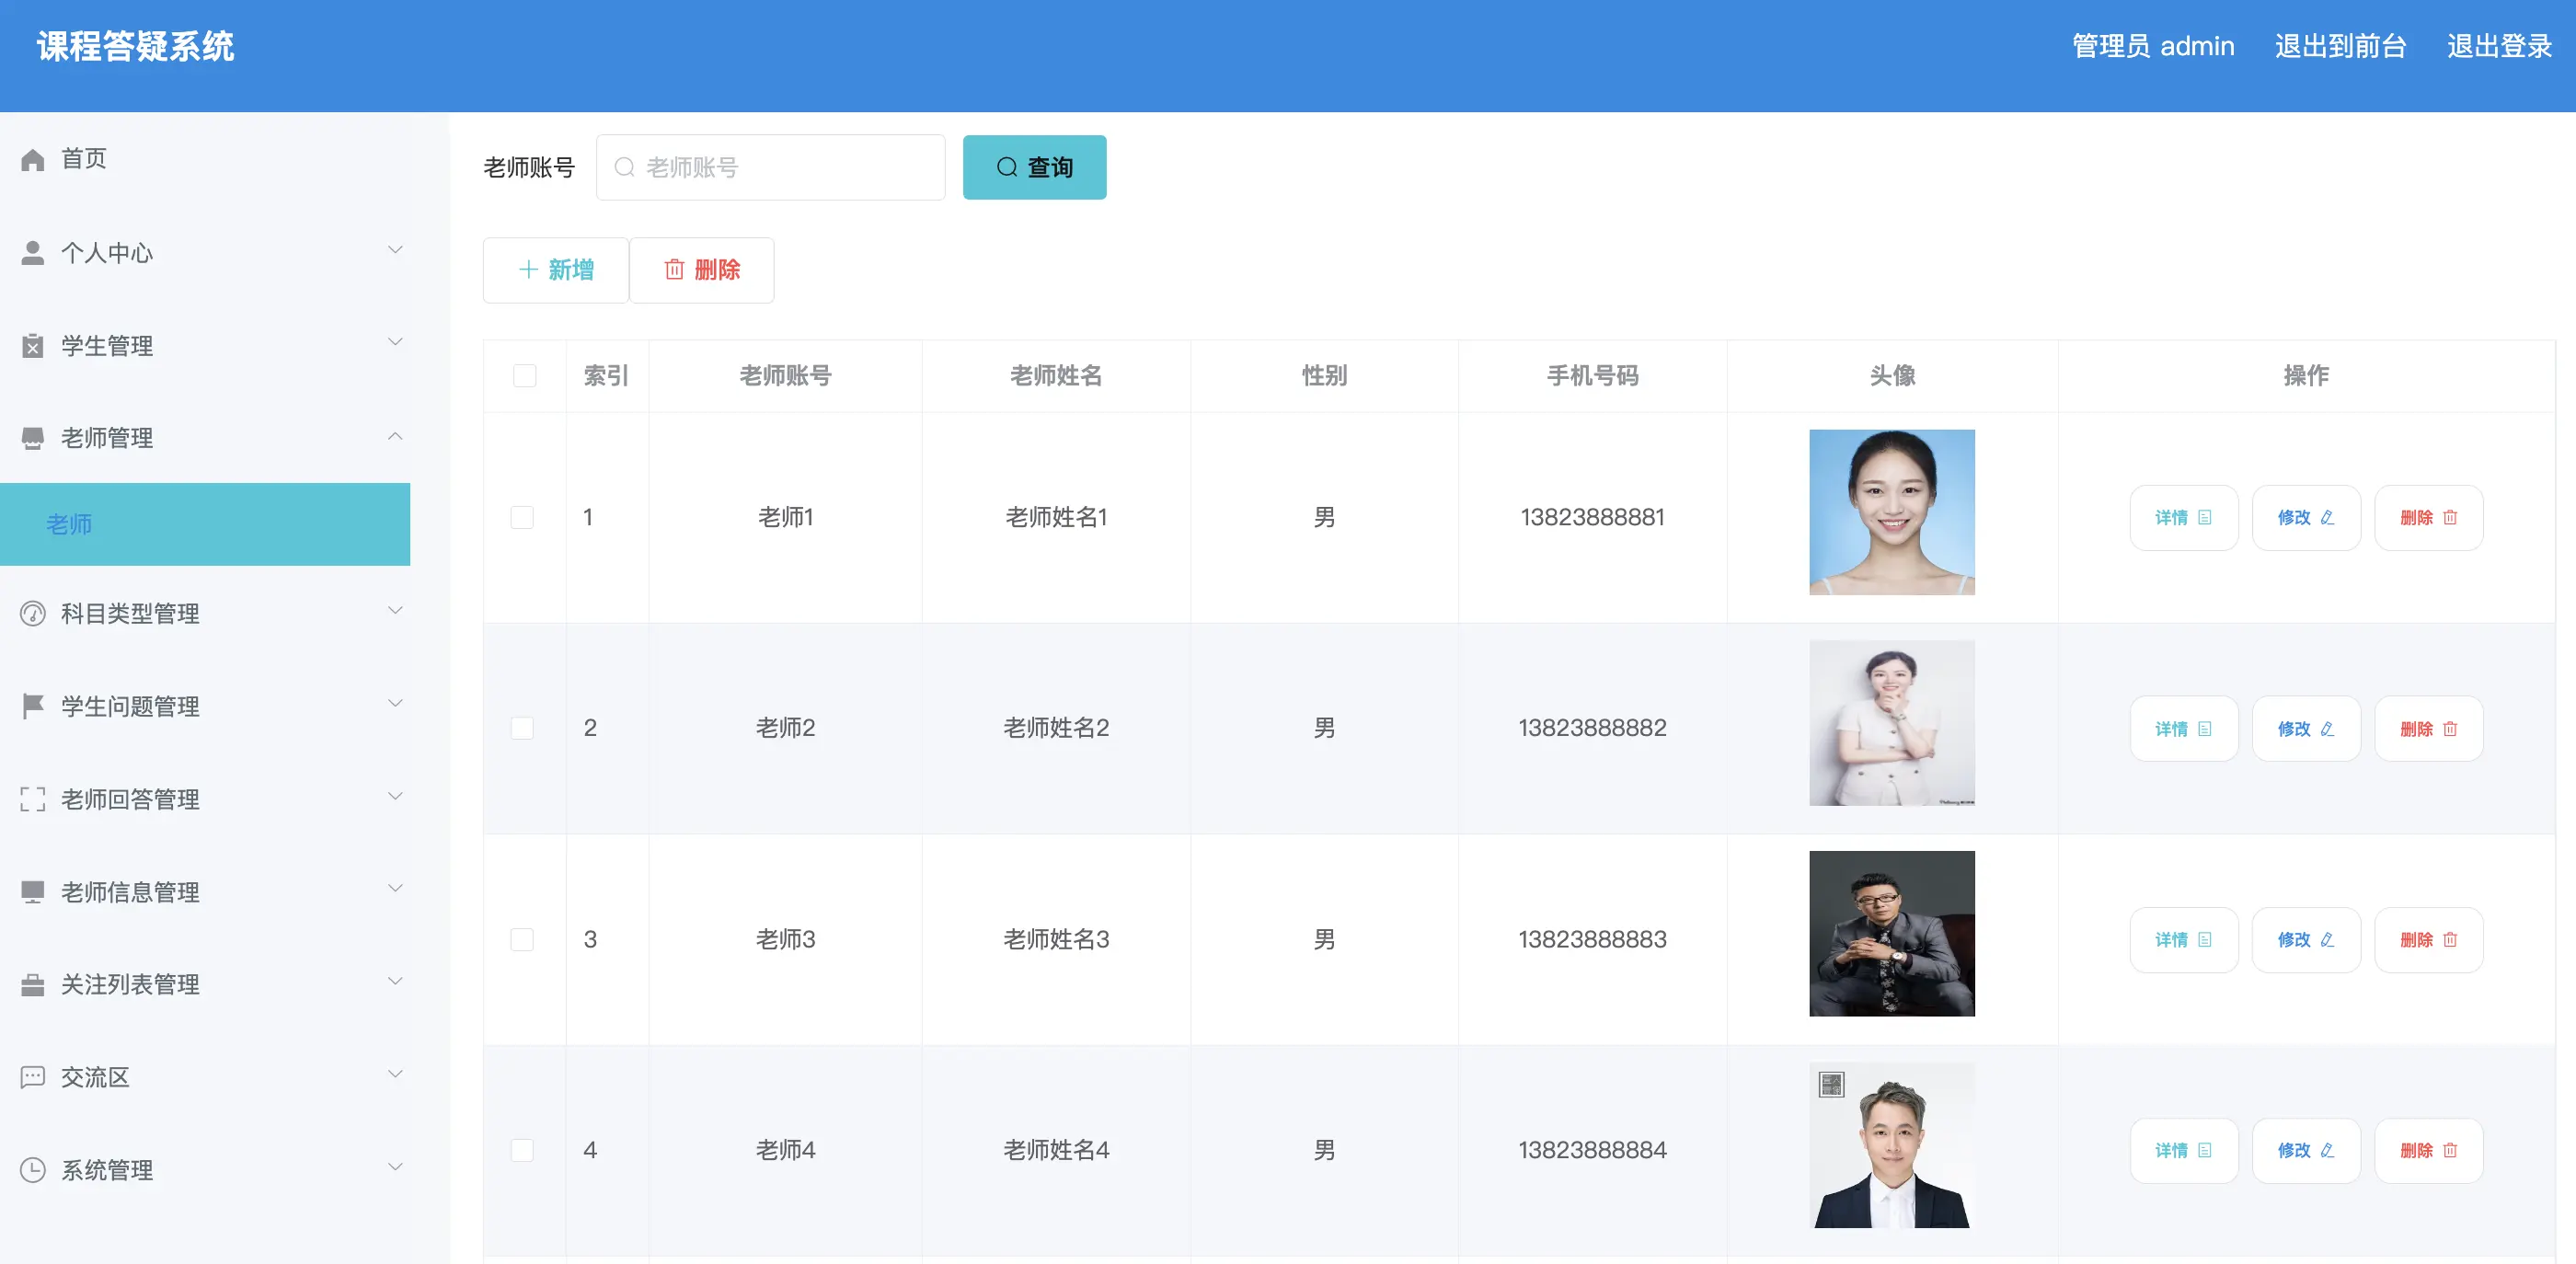 课程答疑系统
管理员 admin 退出到前台 退出登录
首页
个人中心
学生管理
老师管理
老师
科目类型管理
学生问题管理
老师回答管理
老师信息管理
关注列表管理
交流区
系统管理
老师账号 老师账号 查询
新增 删除
索引 老师账号 老师姓名 性别 手机号码 头像 操作
1 老师1 老师姓名1 男 13823888881 详情 修改 删除
2 老师2 老师姓名2 男 13823888882 详情 修改 删除
3 老师3 老师姓名3 男 13823888883 详情 修改 删除
4 老师4 老师姓名4 男 13823888884 详情 修改 删除